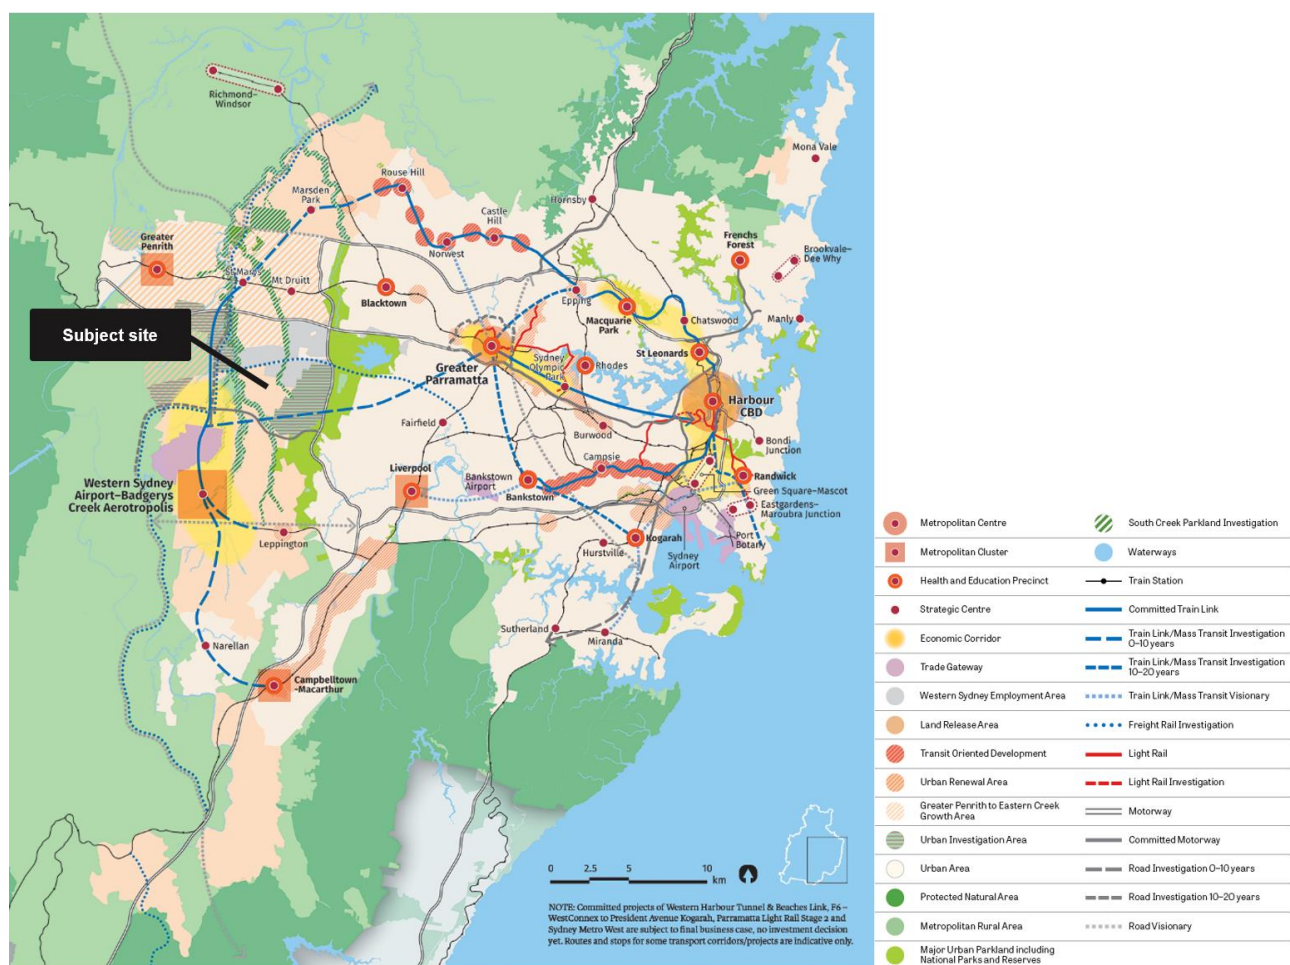 Richmond–
Windsor
Mona Vale
Rouse Hill
Marsden
Park
Hornsby
Castle
Hill
Greater
Penrith
Norwest
Frenchs
Forest
Brookvale–
Dee Why
St Marys
Mt Druitt
Blacktown
Epping
Macquarie
Park
Chatswood
Manly
Subject site
St Leonards
Greater
Parramatta
Sydney
Olympic
Park
Rhodes
Harbour
CBD
Fairfield
Burwood
Bondi
Junction
Campsie
Liverpool
Bankstown
Airport
Bankstown
Randwick
Western Sydney
Airport–Badgerys
Creek Aerotropolis
Green Square–Mascot
Eastgardens–
Maroubra Junction
Leppington
Kogarah
Hurstville
Port
Botany
Sydney
Airport
Sutherland
Miranda
Narellan
Campbelltown
-Macarthur
0 2.5 5 10
km
NOTE: Committed projects of Western Harbour Tunnel & Beaches Link, F6 –
WestConnex to President Avenue Kogarah, Parramatta Light Rail Stage 2 and
Sydney Metro West are subject to final business case, no investment decision
yet. Routes and stops for some transport corridors/projects are indicative only.
Metropolitan Centre
Metropolitan Cluster
Health and Education Precinct
Strategic Centre
Economic Corridor
Trade Gateway
Western Sydney Employment Area
Land Release Area
Transit Oriented Development
Urban Renewal Area
Greater Penrith to Eastern Creek
Growth Area
Urban Investigation Area
Urban Area
Protected Natural Area
Metropolitan Rural Area
Major Urban Parkland including
National Parks and Reserves
South Creek Parkland Investigation
Waterways
Train Station
Committed Train Link
Train Link/Mass Transit Investigation
0–10 years
Train Link/Mass Transit Investigation
10–20 years
Train Link/Mass Transit Visionary
Freight Rail Investigation
Light Rail
Light Rail Investigation
Motorway
Committed Motorway
Road Investigation 0–10 years
Road Investigation 10–20 years
Road Visionary